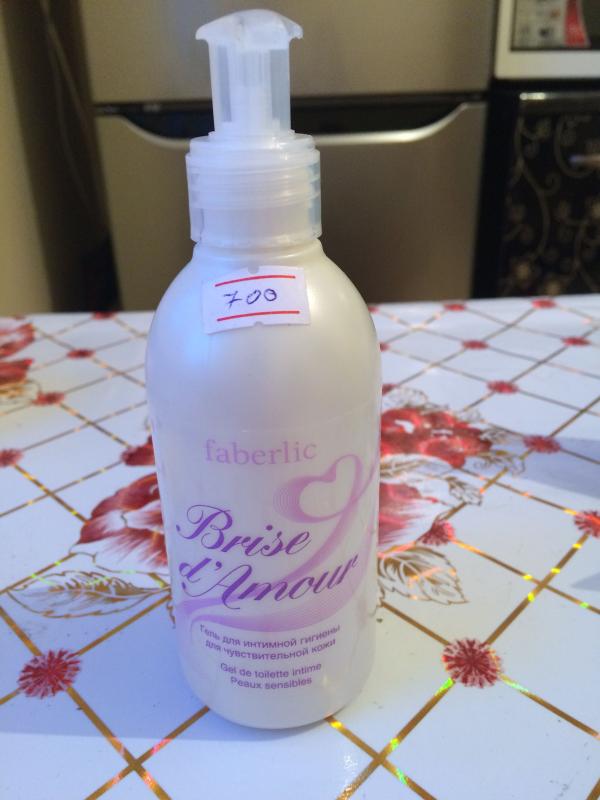 700
faberlic
Brise
d'Amour
Гель для интимной гигиены
для чувствительной кожи
Gel de toilette intime
Peaux sensibles